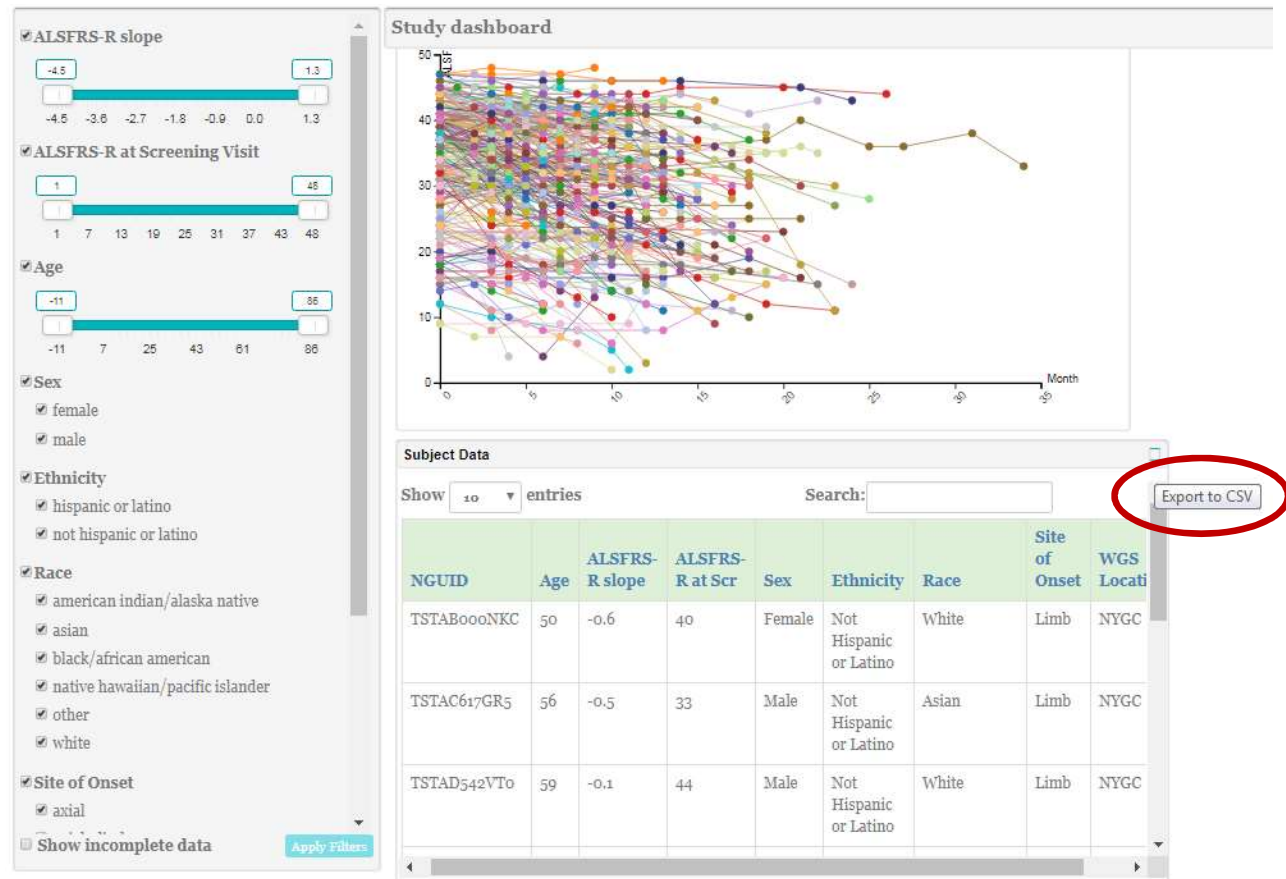 ALSFRS-R slope
-4.5 1.3
-4.5 -3.6 -2.7 -1.8 -0.9 0.0 1.3
ALSFRS-R at Screening Visit
1 48
1 7 13 19 25 31 37 43 48
Age
-11 86
-11 7 25 43 61 86
Sex
female
male
Ethnicity
hispanic or latino
not hispanic or latino
Race
american indian/alaska native
asian
black/african american
native hawaiian/pacific islander
other
white
Site of Onset
axial
Show incomplete data
Apply Filters
Study dashboard
ALSF
50
40
30
20
10
0
0 5 10 15 20 25 30 35
Month
Subject Data
Show 10 entries
Search:
Export to CSV
NGUID Age ALSFRS-R slope ALSFRS-R at Scr Sex Ethnicity Race Site of Onset WGS Locati
TSTAB000NKC 50 -0.6 40 Female Not Hispanic or Latino White Limb NYGC
TSTAC617GR5 56 -0.5 33 Male Not Hispanic or Latino Asian Limb NYGC
TSTAD542VT0 59 -0.1 44 Male Not Hispanic or Latino White Limb NYGC